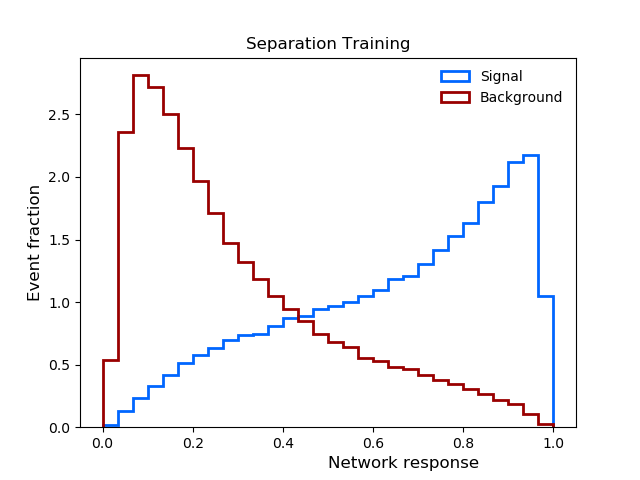 Separation Training
Signal
Background
Event fraction
2.5
2.0
1.5
1.0
0.5
0.0
0.0 0.2 0.4 0.6 0.8 1.0
Network response